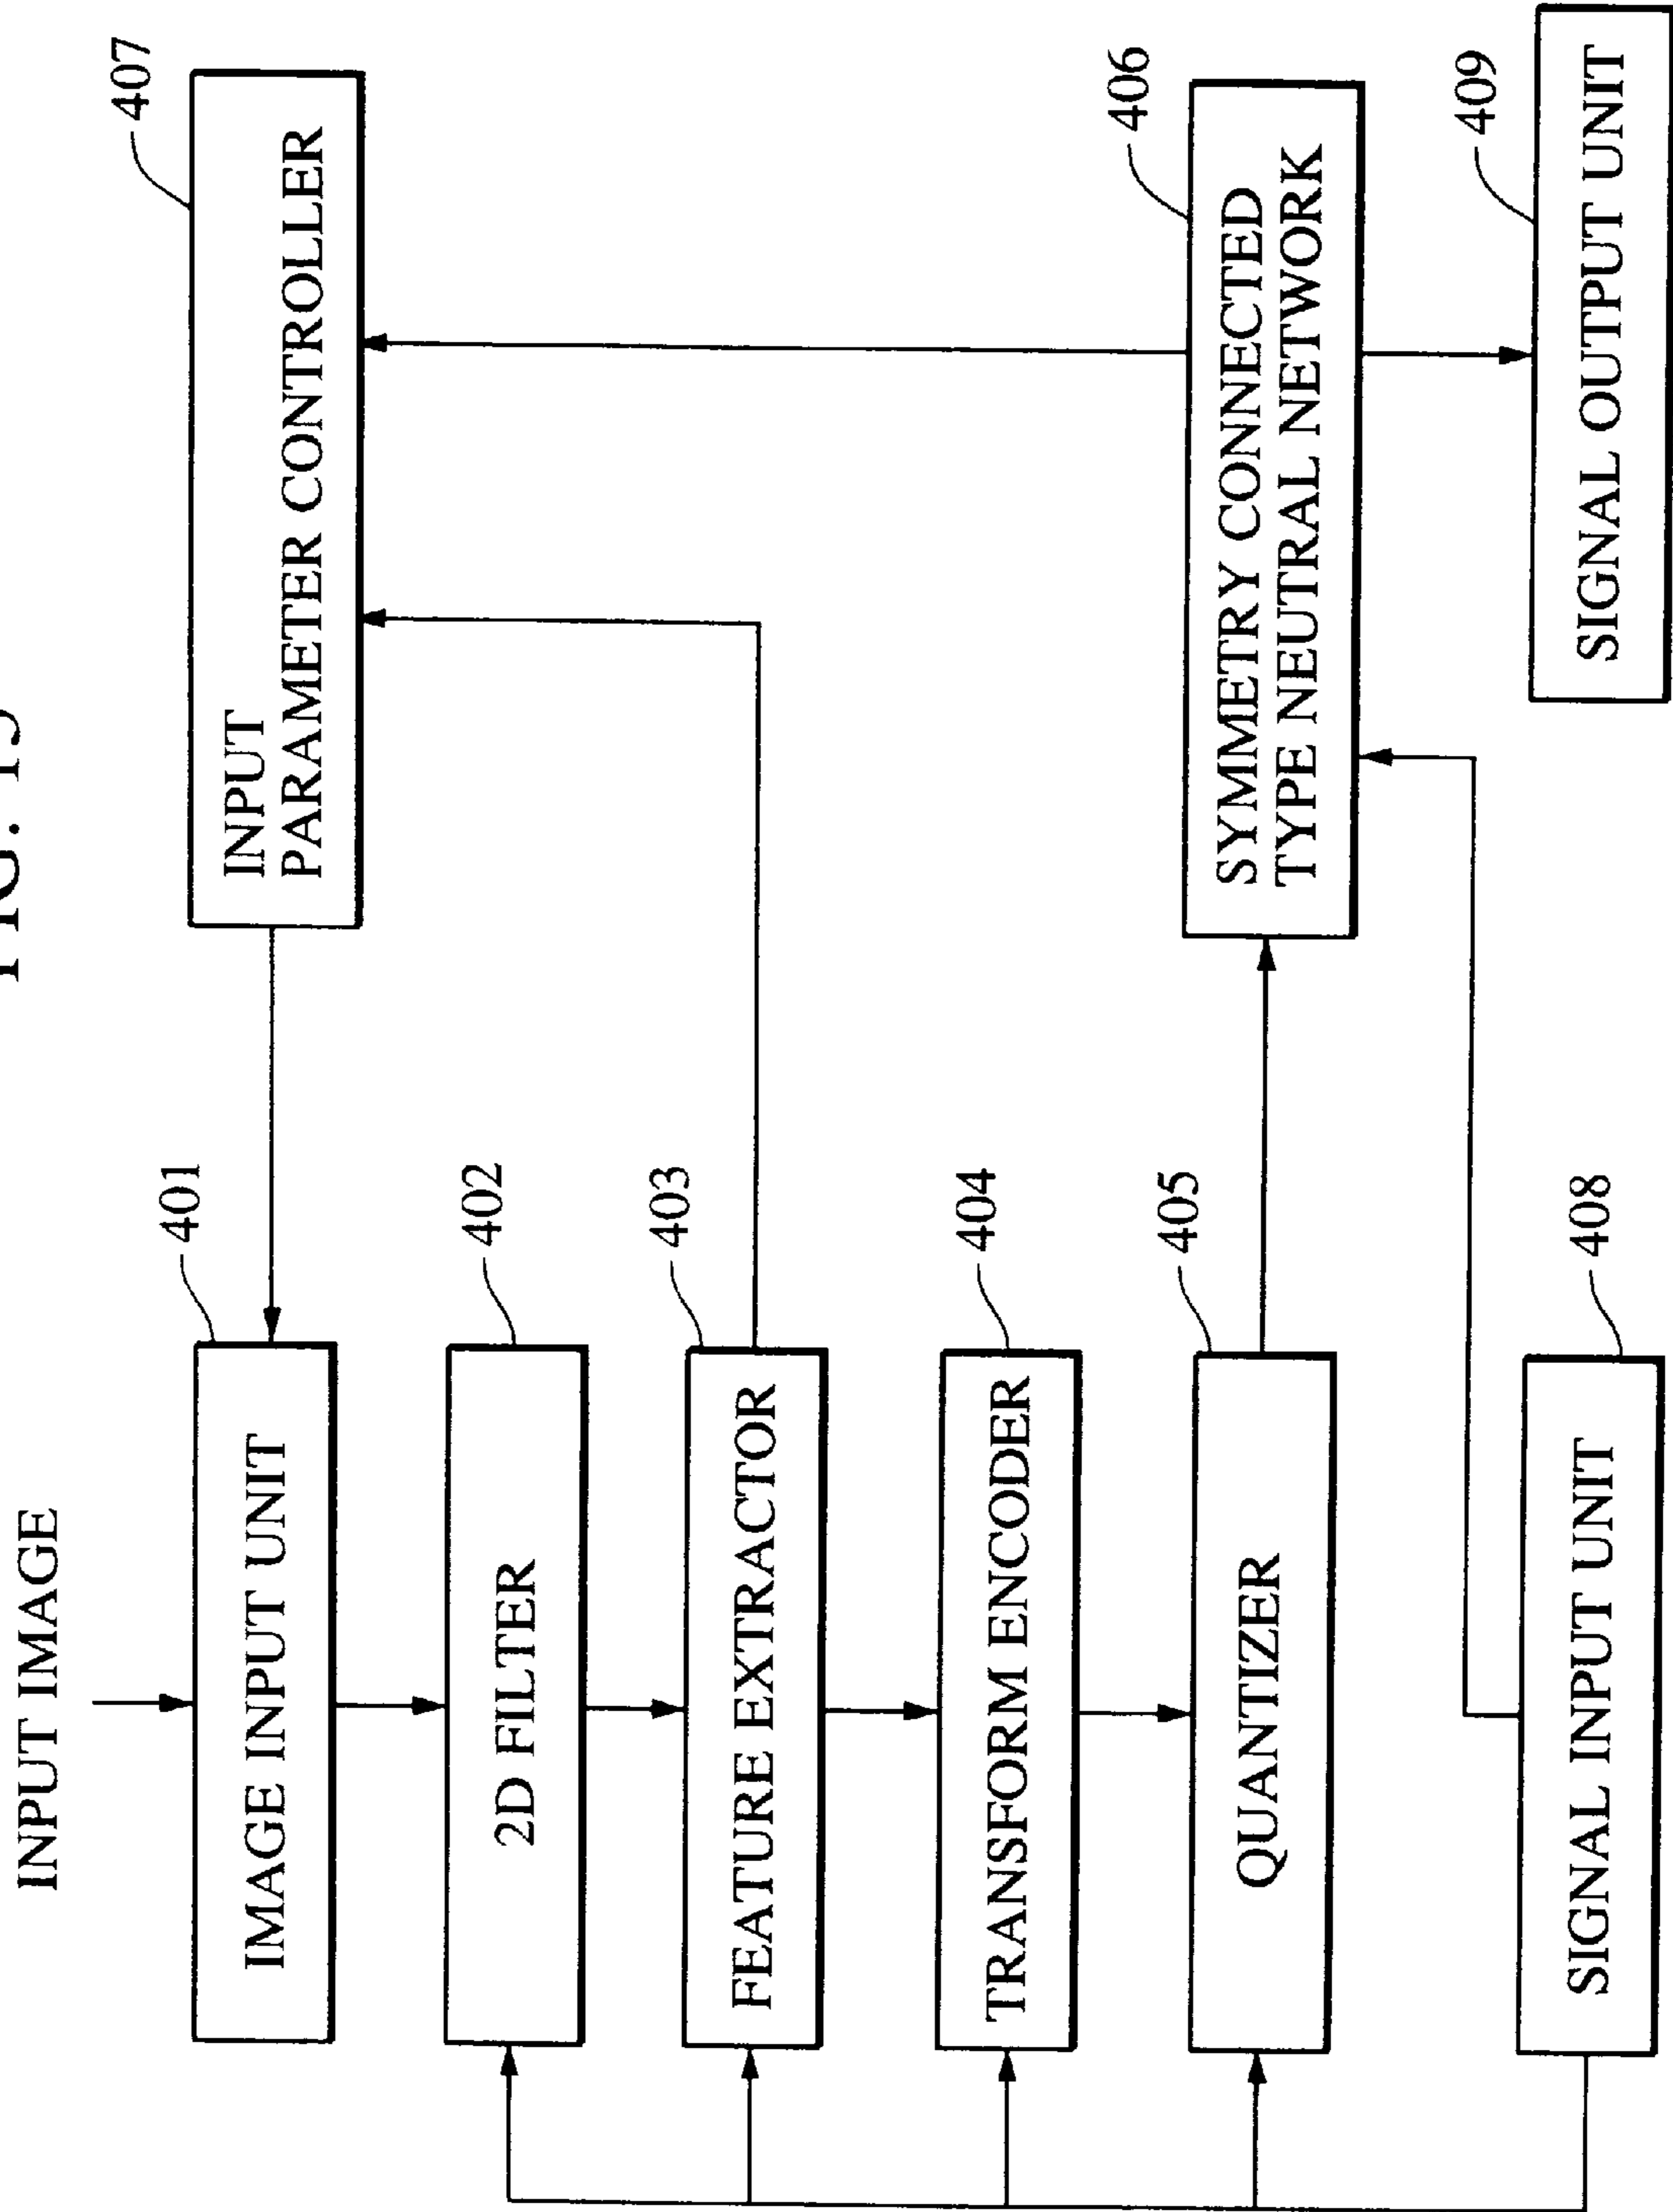 FIG.
INPUT IMAGE
IMAGE INPUT UNIT
401
2D FILTER
402
FEATURE EXTRACTOR
403
TRANSFORM ENCODER
404
QUANTIZER
405
SIGNAL INPUT UNIT
408
INPUT
PARAMETER CONTROLLER
407
SYMMETRY CONNECTED
TYPE NEUTRAL NETWORK
406
SIGNAL OUTPUT UNIT
409